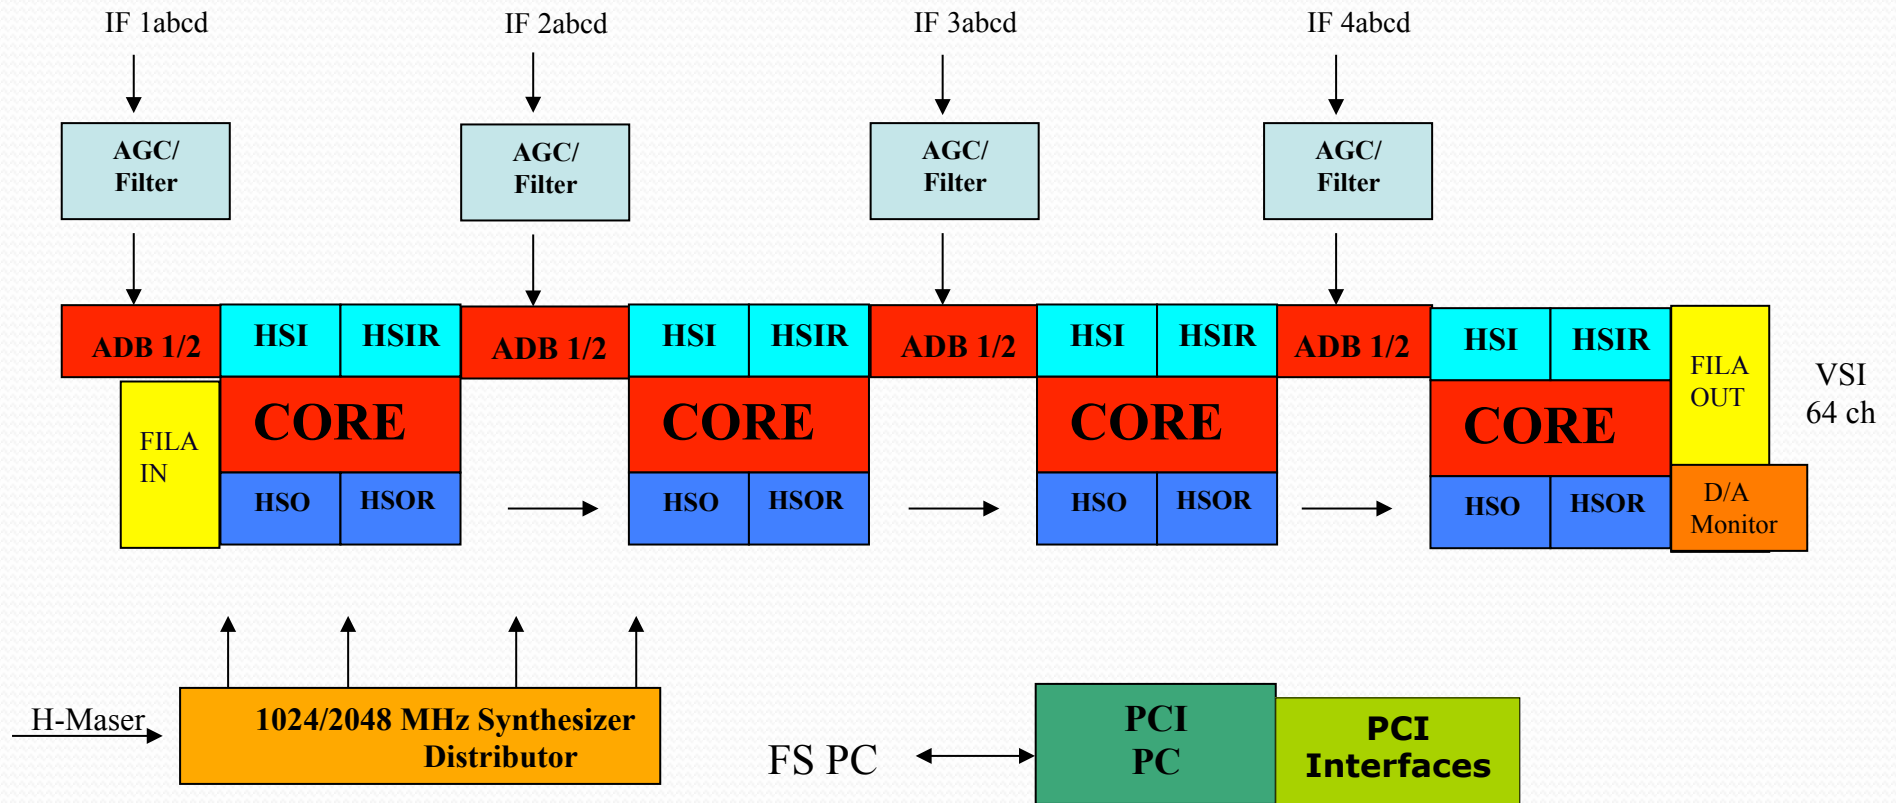 IF 1abcd
IF 2abcd
IF 3abcd
IF 4abcd
AGC/
Filter
AGC/
Filter
AGC/
Filter
AGC/
Filter
ADB 1/2
HSI
HSIR
ADB 1/2
HSI
HSIR
ADB 1/2
HSI
HSIR
ADB 1/2
HSI
HSIR
FILA
OUT
VSI
64 ch
FILA
IN
CORE
CORE
CORE
CORE
HSO
HSOR
HSO
HSOR
HSO
HSOR
HSO
HSOR
D/A
Monitor
H-Maser
1024/2048 MHz Synthesizer
Distributor
FS PC
PCI
PC
PCI
Interfaces